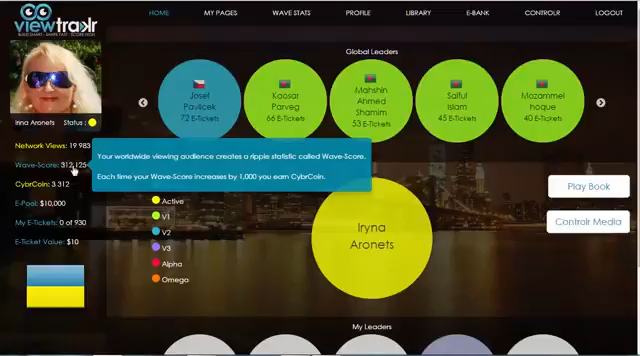 viewtrakr
BUILD SMART - SHARE FAST - SCORE HIGH
HOME MY PAGES WAVE STATS PROFILE LIBRARY E-BANK CONTROLR LOGOUT
Global Leaders
Josef
Pavlicek
72 E-Tickets
Kaosar
Parveg
66 E-Tickets
Mahshin
Ahmed
Shamim
53 E-Tickets
Saiful
Islam
45 E-Tickets
Mozammel
hoque
40 E-Tickets
Irina Aronets Status :
Network Views: 19 983
Wave-Score: 312,125
CybrCoin: 3 312
E-Pool: $10,000
My E-Tickets: 0 of 930
E-Ticket Value: $10
Your worldwide viewing audience creates a ripple statistic called Wave-Score.
Each time your Wave-Score increases by 1,000 you earn CybrCoin.
Active
V1
V2
V3
Alpha
Omega
Iryna
Aronets
Play Book
Controlr Media
My Leaders